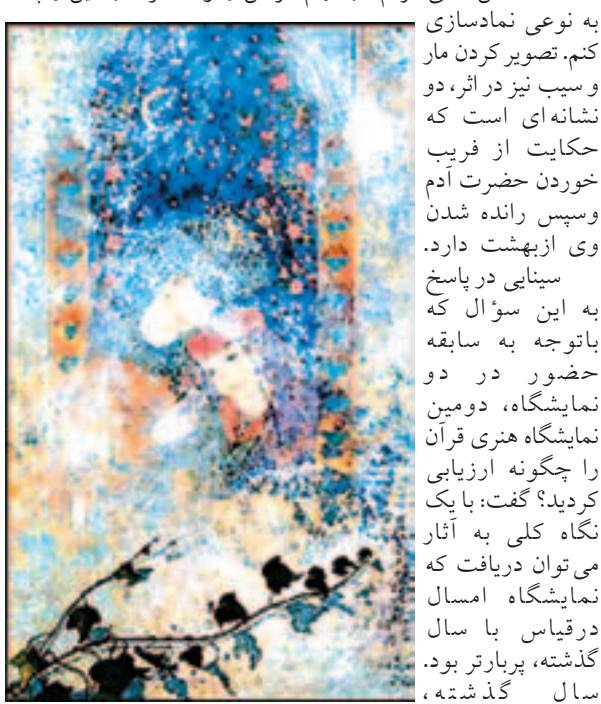 به نوعی نمادسازی
کنم. تصویر کردن مار
و سیب نیز در اثر، دو
نشانه ای است که
حکایت از فریب
خوردن حضرت آدم
وسپس رانده شدن
وی ازبهشت دارد.
سینایی در پاسخ
به این سؤال که
باتوجه به سابقه
حضور در دو
نمایشگاه، دومین
نمایشگاه هنری قرآن
را چگونه ارزیابی
کردید؟ گفت: با یک
نگاه کلی به آثار
می توان دریافت که
نمایشگاه امسال
درقیاس با سال
گذشته، پربارتر بود.
سال گذشته،